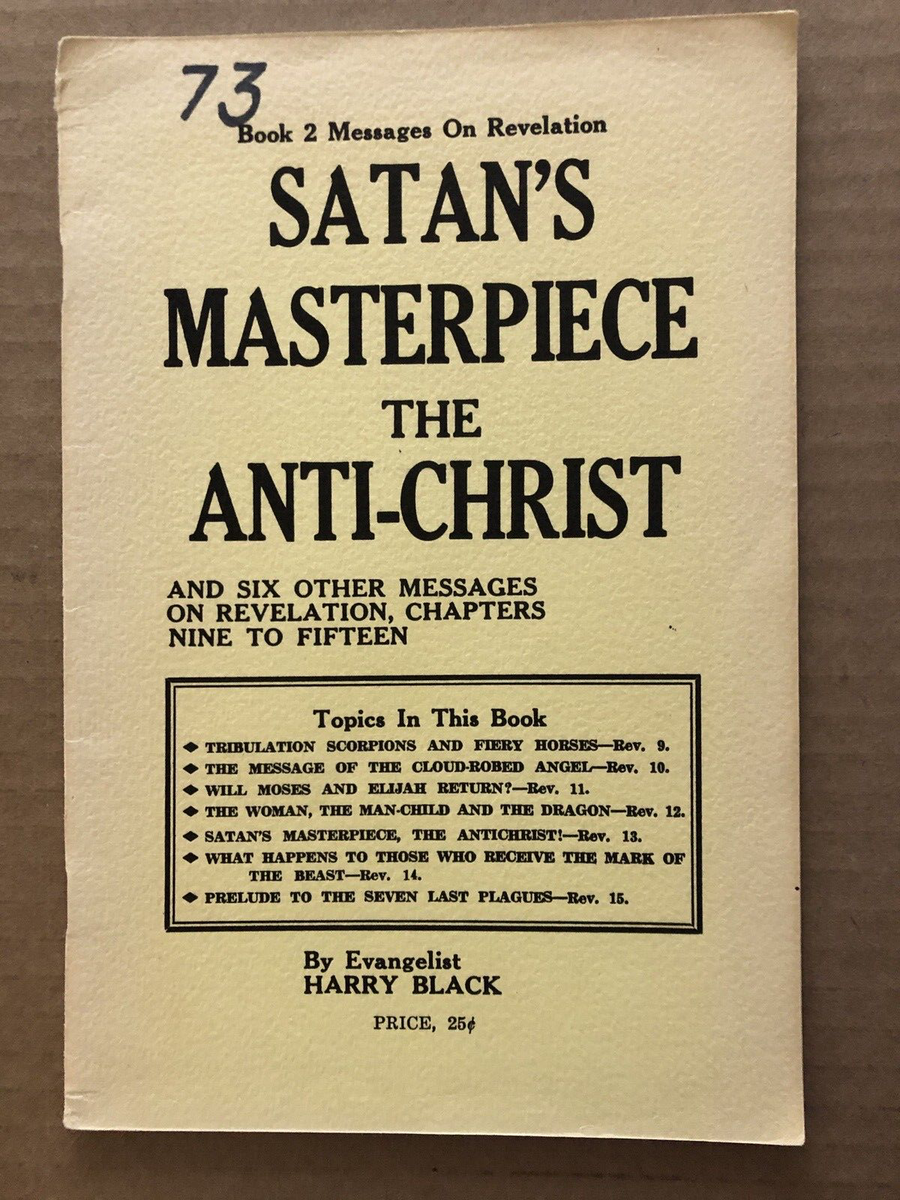 73
Book 2 Messages On Revelation
SATAN'S
MASTERPIECE
THE
ANTI-CHRIST
AND SIX OTHER MESSAGES
ON REVELATION, CHAPTERS
NINE TO FIFTEEN
Topics In This Book
◆ TRIBULATION SCORPIONS AND FIERY HORSES—Rev. 9.
◆ THE MESSAGE OF THE CLOUD-ROBED ANGEL—Rev. 10.
◆ WILL MOSES AND ELIJAH RETURN?—Rev. 11.
◆ THE WOMAN, THE MAN-CHILD AND THE DRAGON—Rev. 12.
◆ SATAN'S MASTERPIECE, THE ANTICHRIST!—Rev. 13.
◆ WHAT HAPPENS TO THOSE WHO RECEIVE THE MARK OF
THE BEAST—Rev. 14.
◆ PRELUDE TO THE SEVEN LAST PLAGUES—Rev. 15.
By Evangelist
HARRY BLACK
PRICE, 25¢